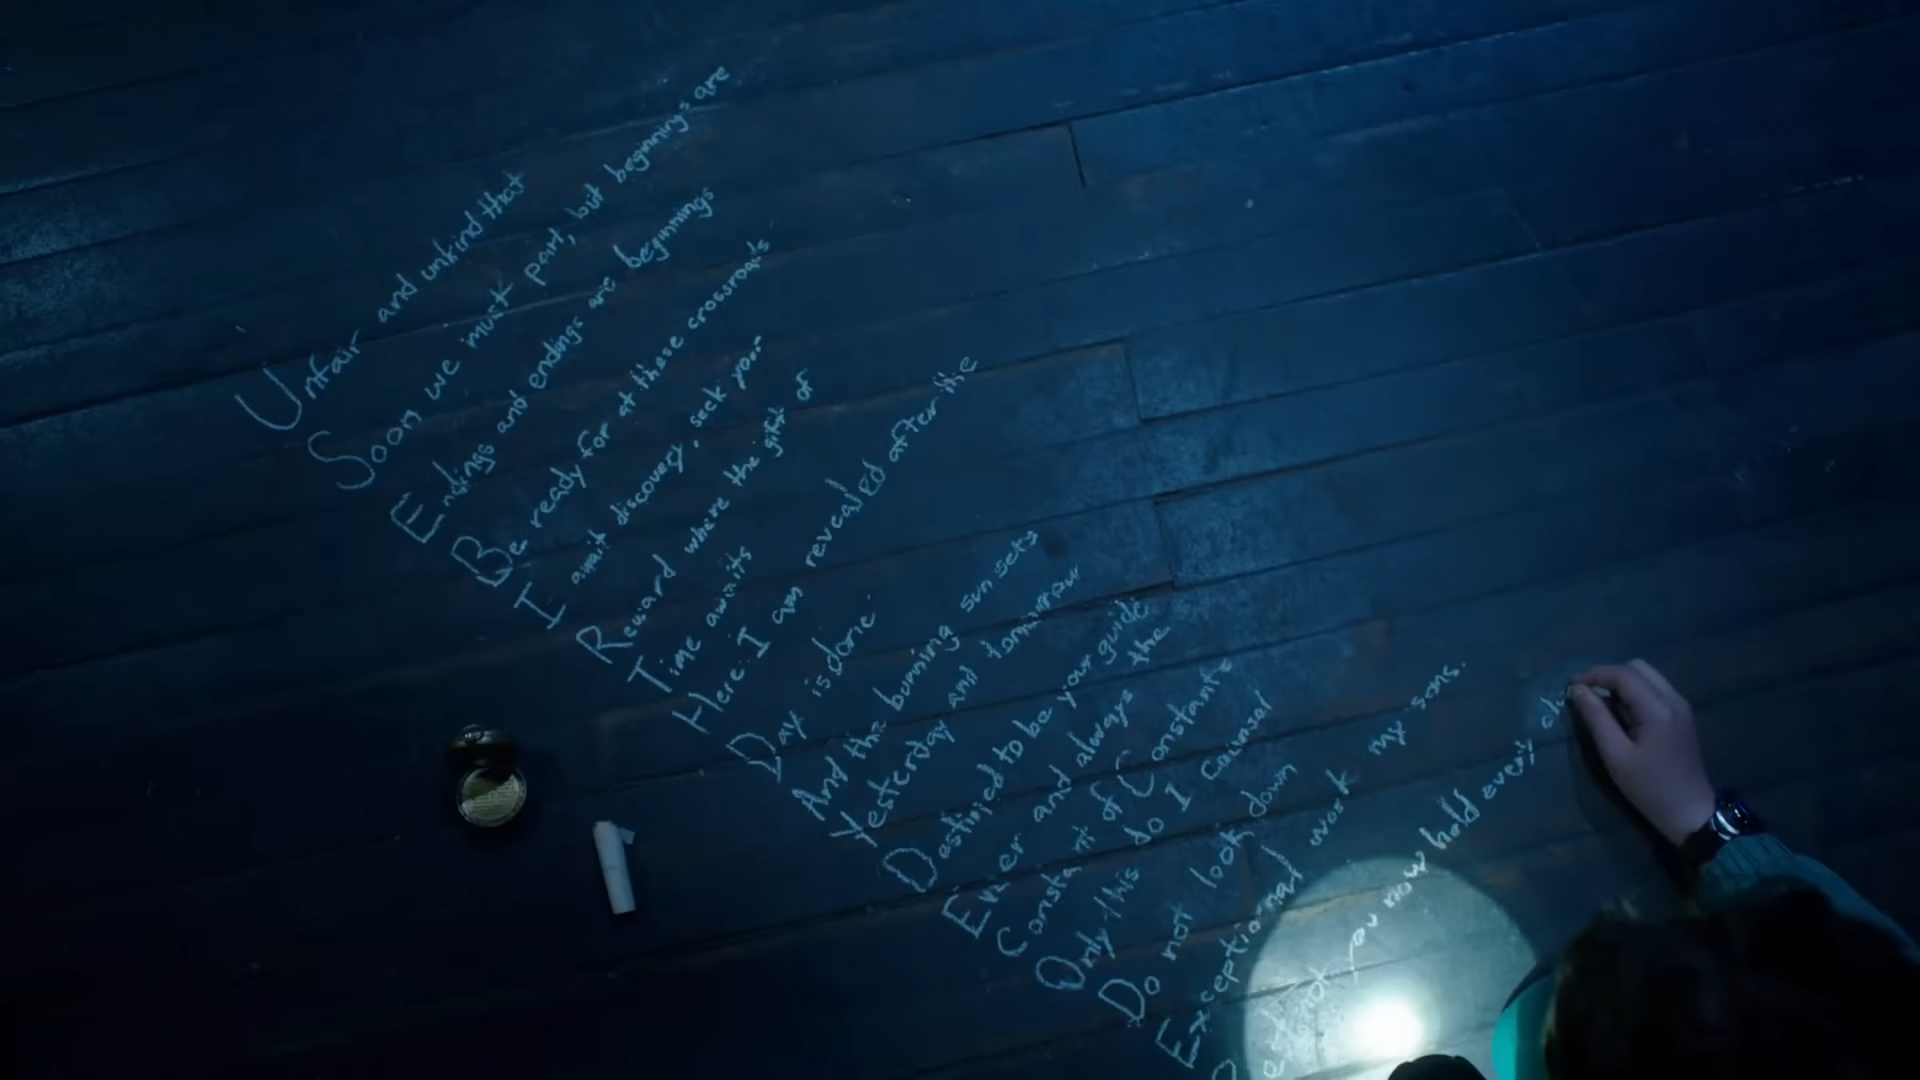 Unfair and unkind that
Soon we must part, but beginnings are
Endings and endings are beginnings
Be ready for at these crossroads
I await discovery, seek your
Reward where the gift of
Time awaits
Here I am revealed after the
Day is done
And the burning sun sets
Yesterday and tomorrow
Destinied to be your guide
Ever and always the
Constant of Constants
Only this do I Counsel
Do not look down
Exceptional work my sons.
not you now hold every